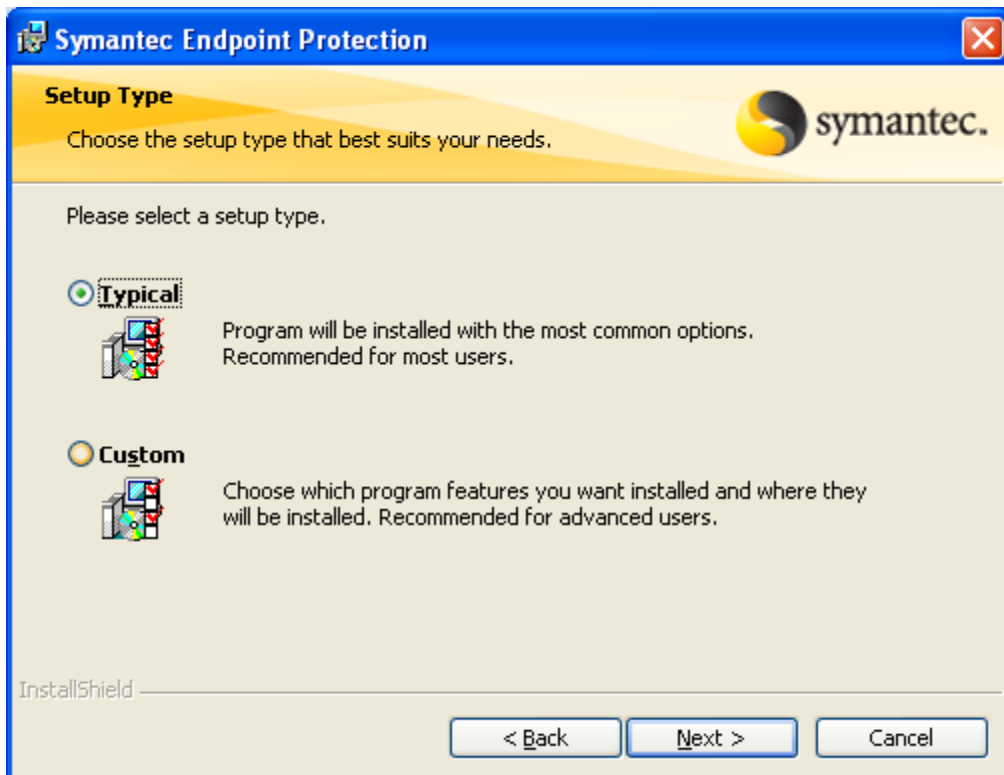 Symantec Endpoint Protection
Setup Type
Choose the setup type that best suits your needs.
symantec.
Please select a setup type.
Typical
Program will be installed with the most common options.
Recommended for most users.
Custom
Choose which program features you want installed and where they
will be installed. Recommended for advanced users.
InstallShield
< Back
Next >
Cancel